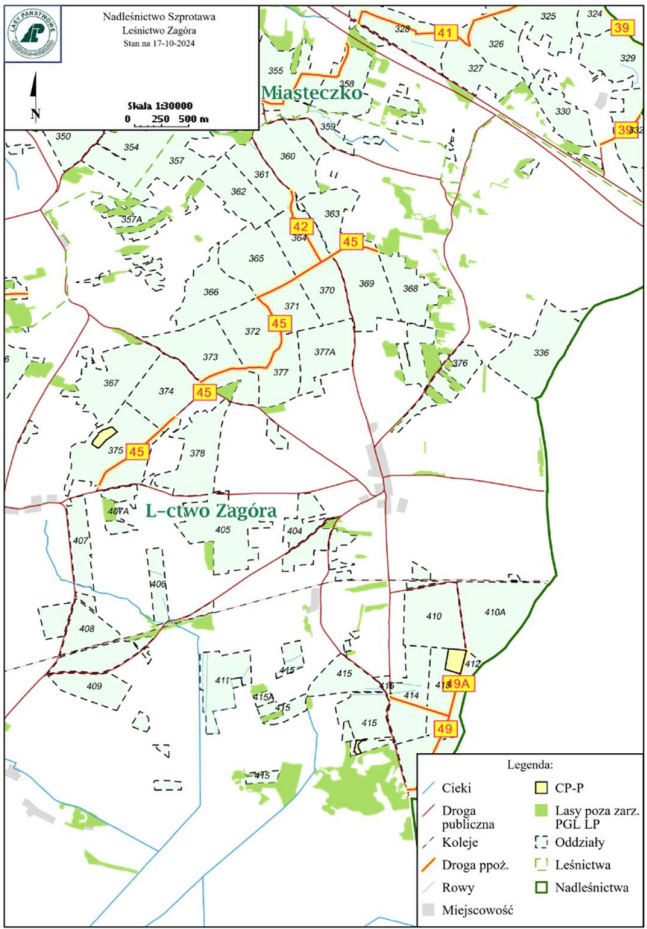 LASY PAŃSTWOWE
Nadleśnictwo Szprotawa
Leśnictwo Zagóra
Stan na 17-10-2024
N
Skala 1:30000
0 250 500 m
328
41
325
324
39
326
329
355
358
327
Miasteczko
330
359
39
332
350
354
357
360
361
362
363
357A
42
364
45
365
366
370
369
368
371
45
372
373
377A
336
376
367
374
377
45
375
45
378
407A
L-ctwo Zagóra
407
405
404
406
408
410
410A
411
415
415
412
413
49A
409
415A
415
416
414
415
49
415
Legenda:
Cieki
CP-P
Droga publiczna
Lasy poza zarz. PGL LP
Koleje
Oddziały
Droga ppoż.
Leśnictwa
Rowy
Nadleśnictwa
Miejscowość